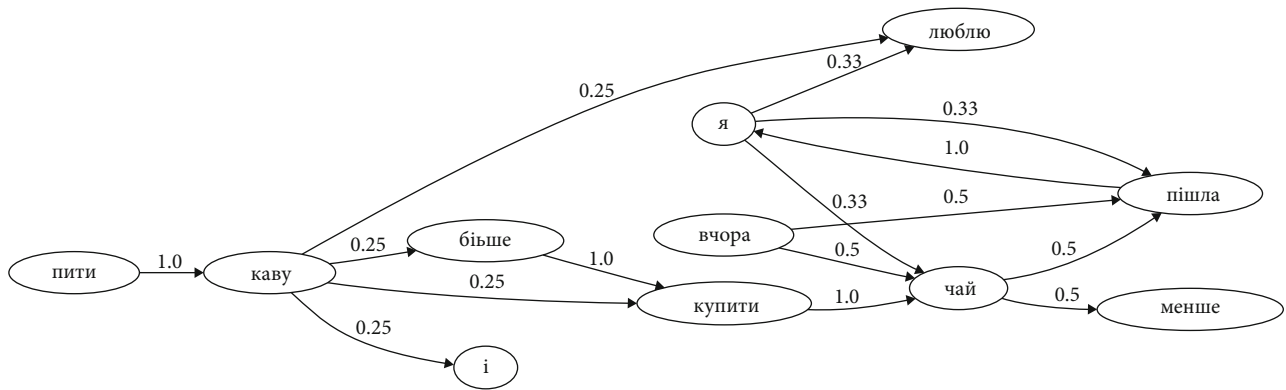 люблю
0.33
0.25
я
0.33
1.0
пішла
0.33
0.5
вчора
біьше
0.25
0.5
0.5
пити
1.0
каву
1.0
0.25
чай
купити
1.0
0.5
менше
0.25
і